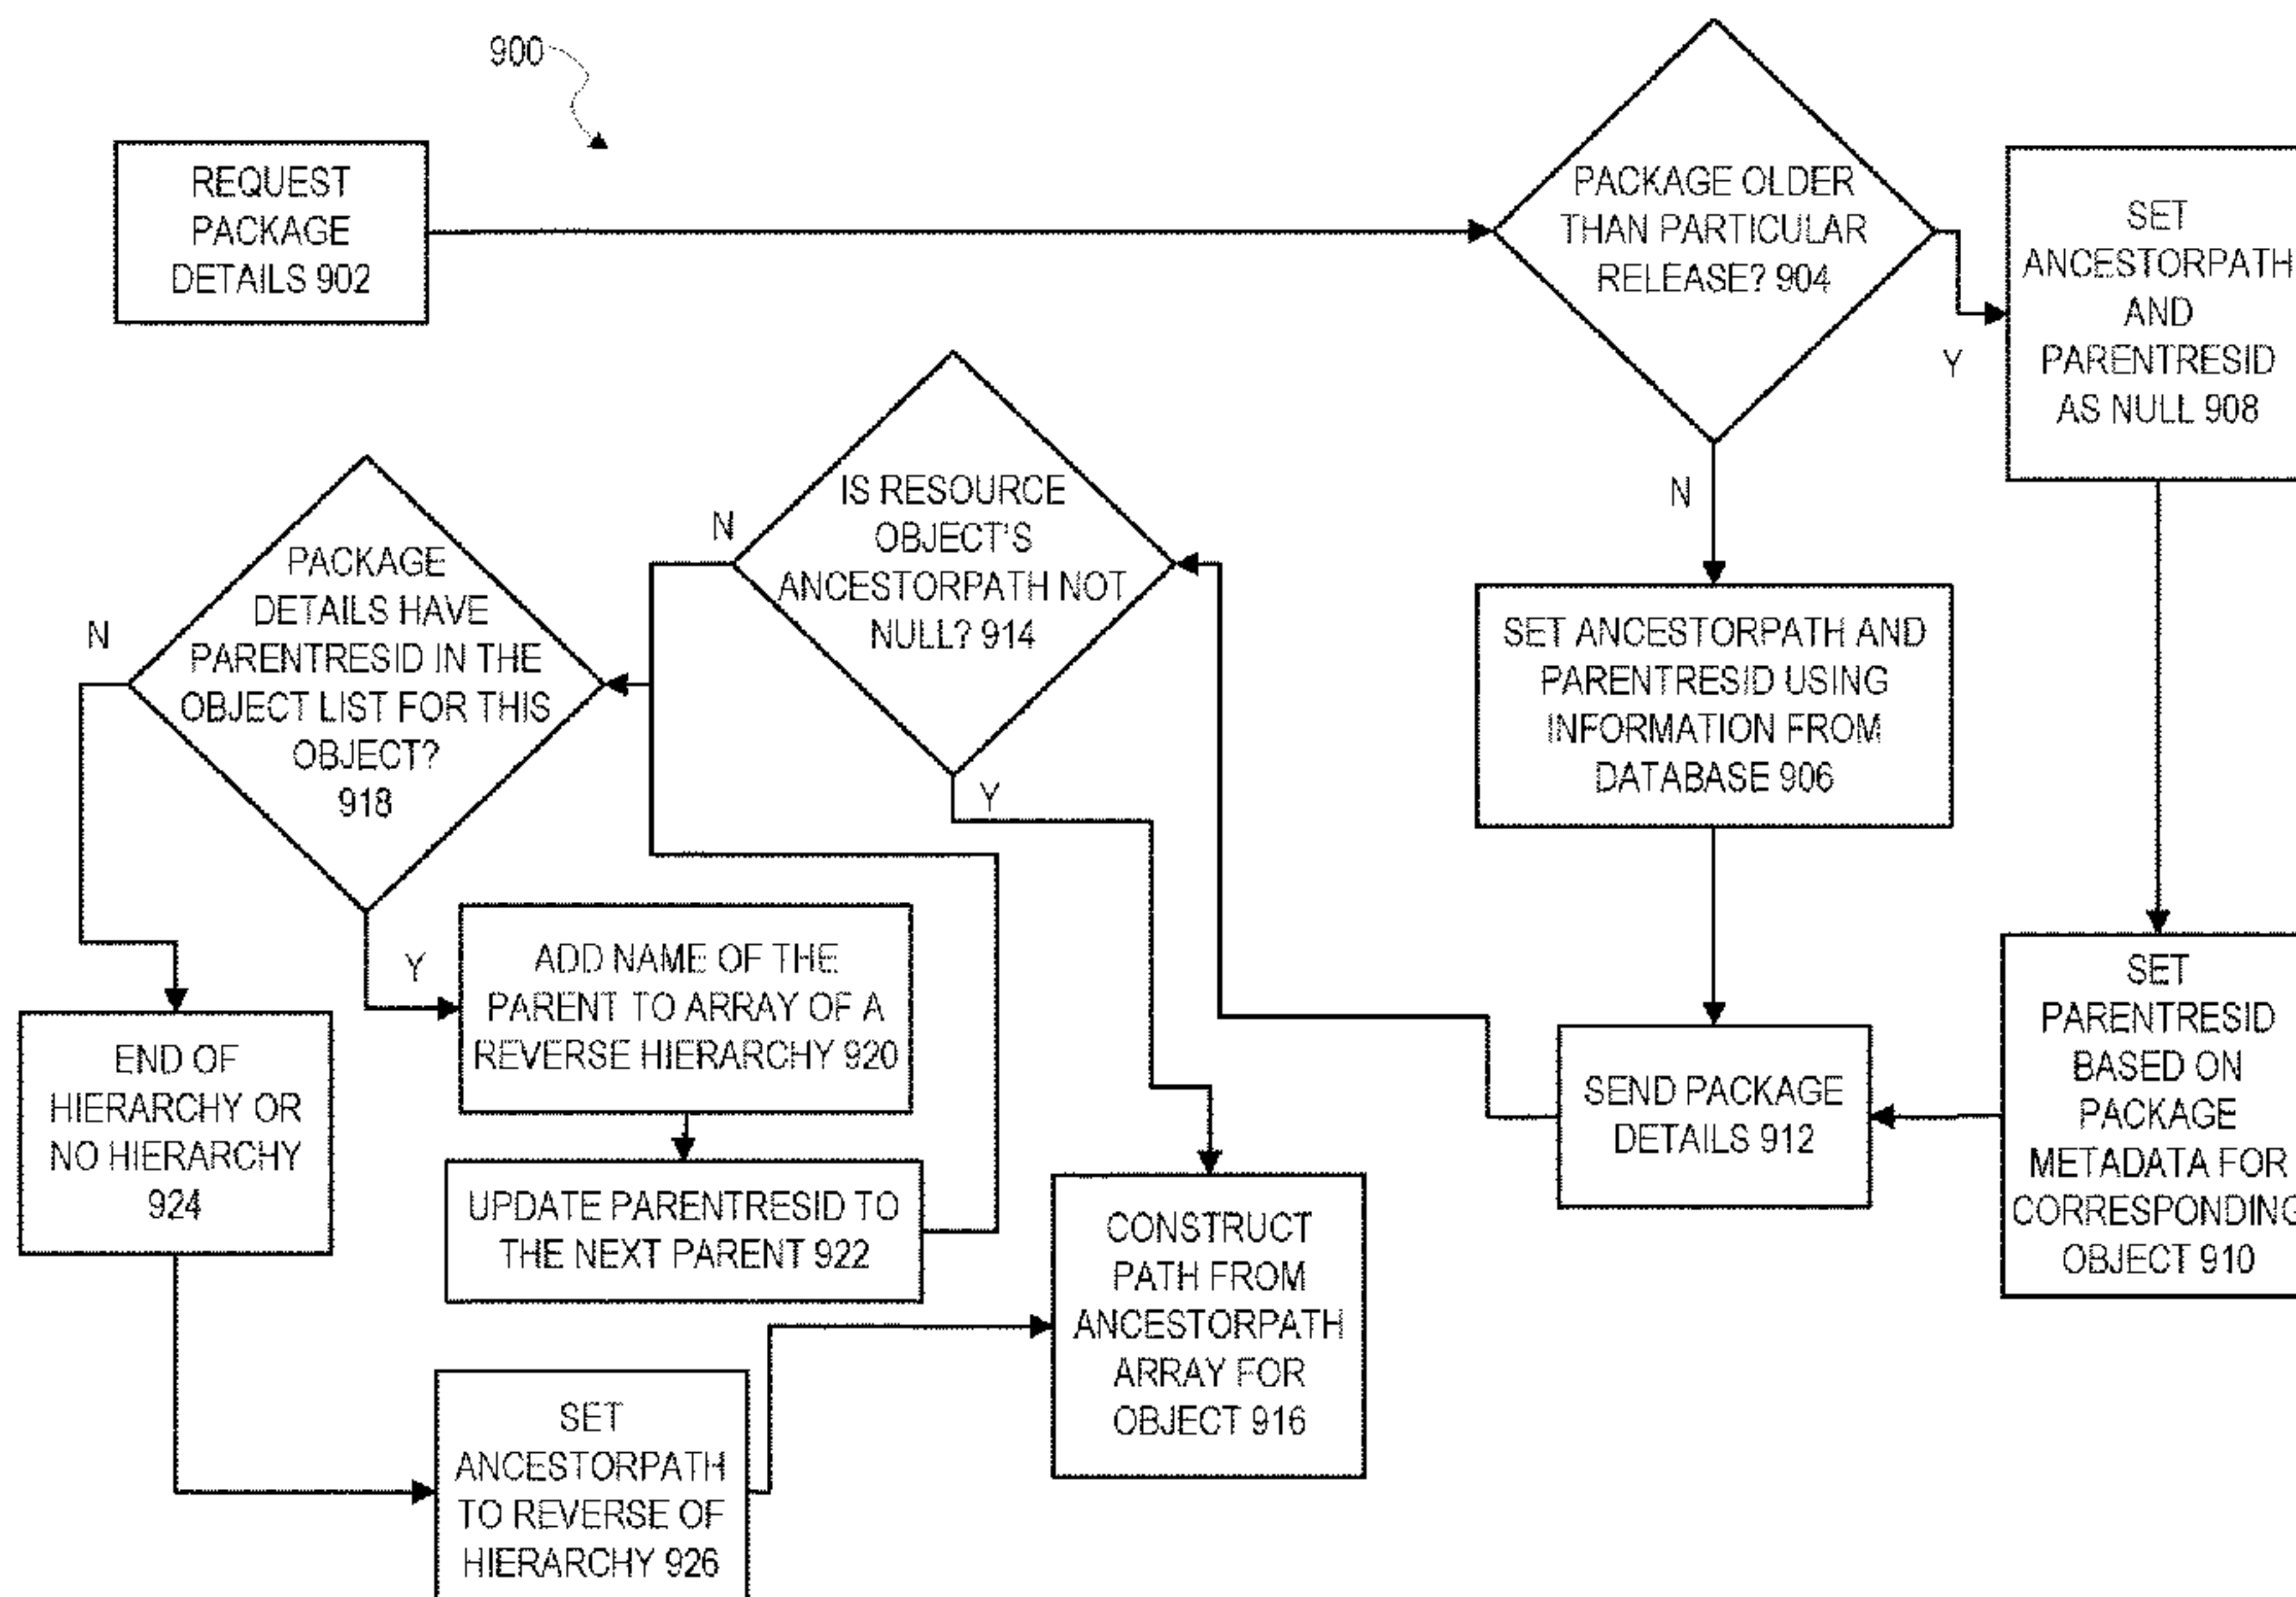 900
REQUEST
PACKAGE
DETAILS 902
PACKAGE OLDER
THAN PARTICULAR
RELEASE? 904
Y
N
SET
ANCESTORPATH
AND
PARENTRESID
AS NULL 908
SET ANCESTORPATH AND
PARENTRESID USING
INFORMATION FROM
DATABASE 906
SET
PARENTRESID
BASED ON
PACKAGE
METADATA FOR
CORRESPONDING
OBJECT 910
SEND PACKAGE
DETAILS 912
IS RESOURCE
OBJECT'S
ANCESTORPATH NOT
NULL? 914
N
Y
PACKAGE
DETAILS HAVE
PARENTRESID IN THE
OBJECT LIST FOR THIS
OBJECT?
918
N
Y
ADD NAME OF THE
PARENT TO ARRAY OF A
REVERSE HIERARCHY 920
UPDATE PARENTRESID TO
THE NEXT PARENT 922
END OF
HIERARCHY OR
NO HIERARCHY
924
SET
ANCESTORPATH
TO REVERSE OF
HIERARCHY 926
CONSTRUCT
PATH FROM
ANCESTORPATH
ARRAY FOR
OBJECT 916